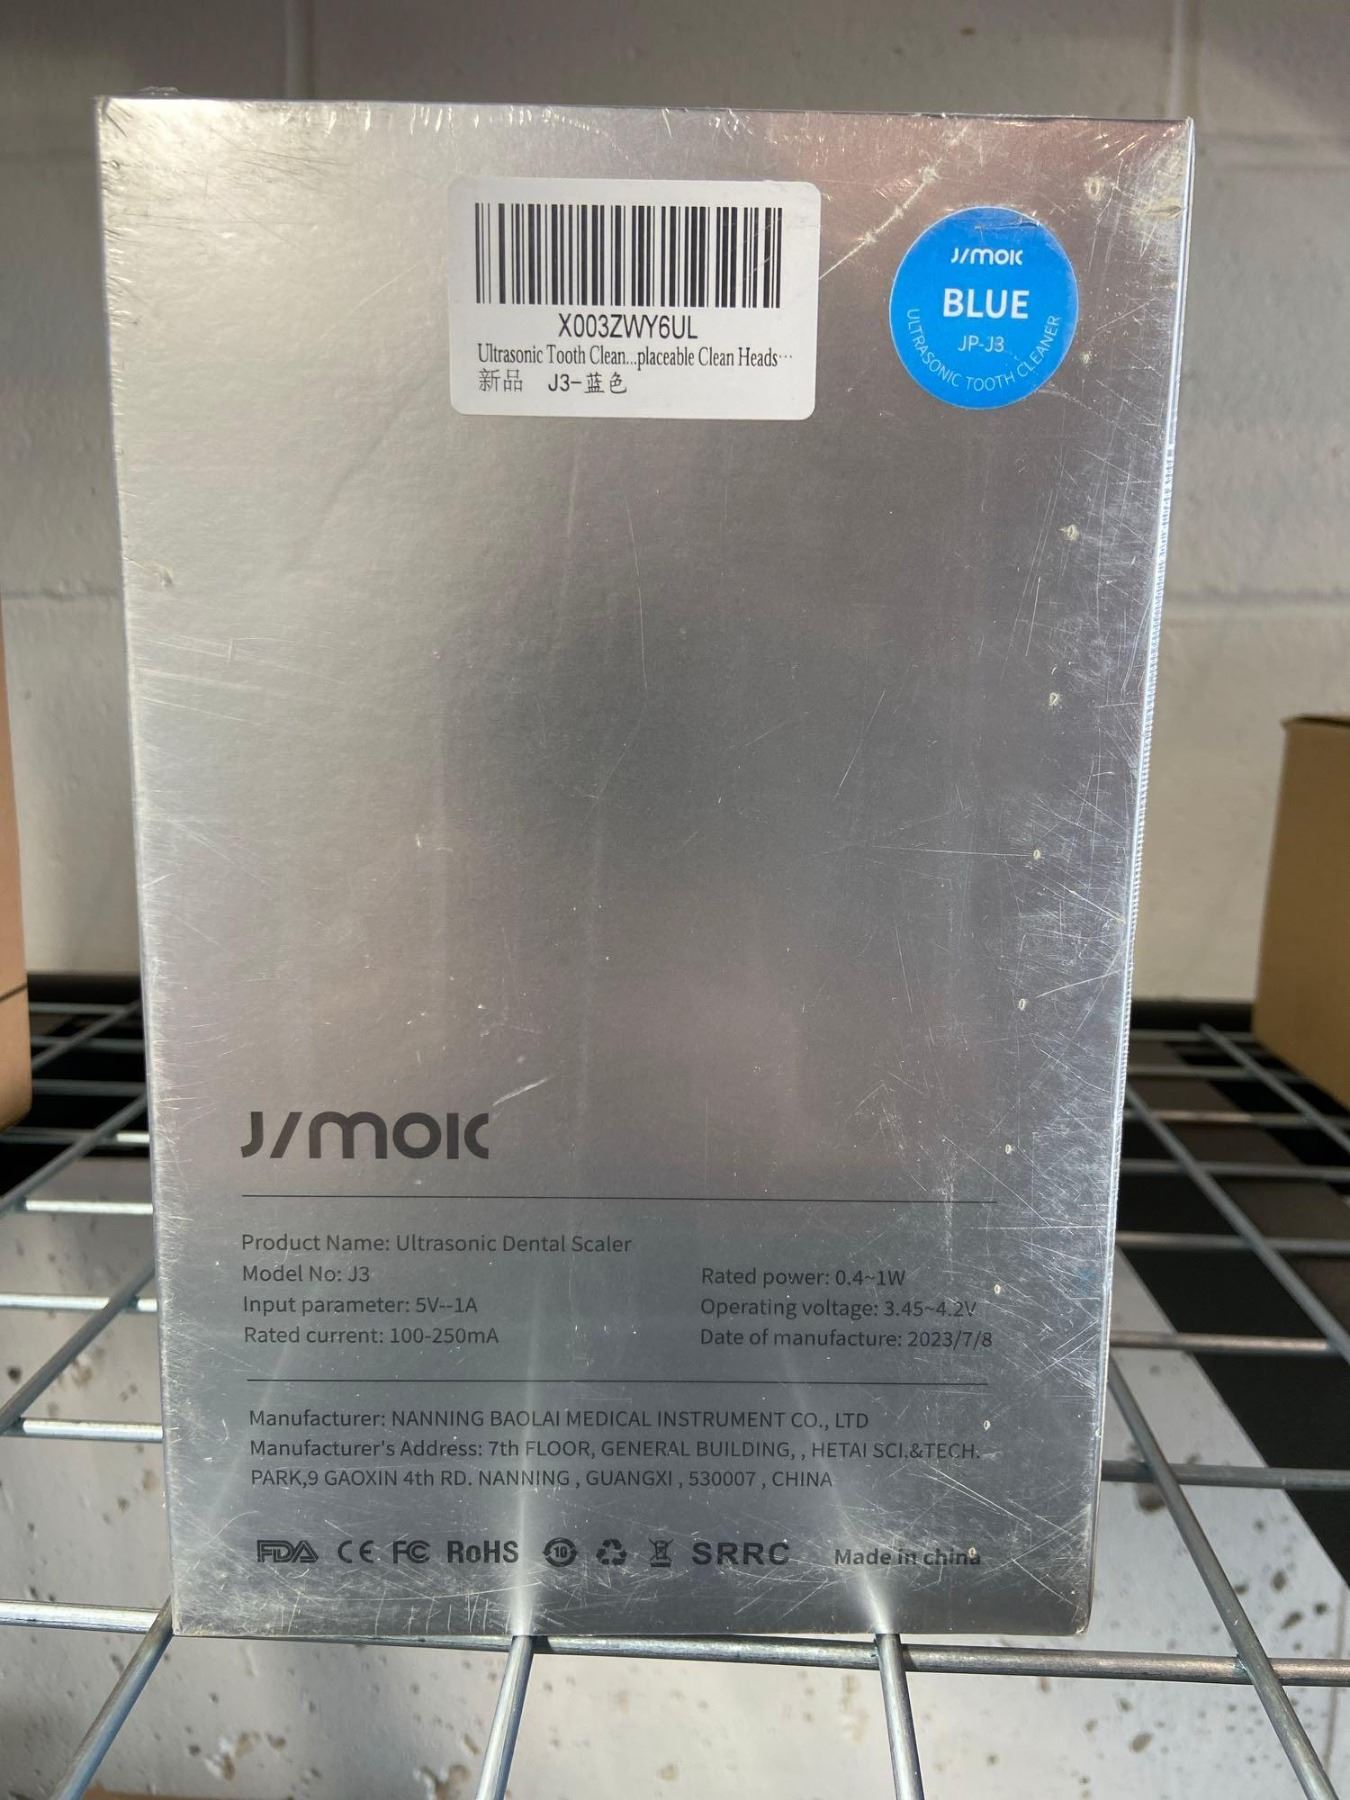 X003ZWY6UL
Ultrasonic Tooth Clean...placeable Clean Heads...
新品 J3-蓝色
J/MOIC
BLUE
JP-J3
ULTRASONIC TOOTH CLEANER
J/MOIC
Product Name: Ultrasonic Dental Scaler
Model No: J3
Input parameter: 5V--1A
Rated current: 100-250mA
Rated power: 0.4~1W
Operating voltage: 3.45~4.2V
Date of manufacture: 2023/7/8
Manufacturer: NANNING BAOLAI MEDICAL INSTRUMENT CO., LTD
Manufacturer's Address: 7th FLOOR, GENERAL BUILDING, , HETAI SCI.&TECH.
PARK,9 GAOXIN 4th RD. NANNING , GUANGXI , 530007 , CHINA
FDA CE FC RoHS 10 SRRC Made in china